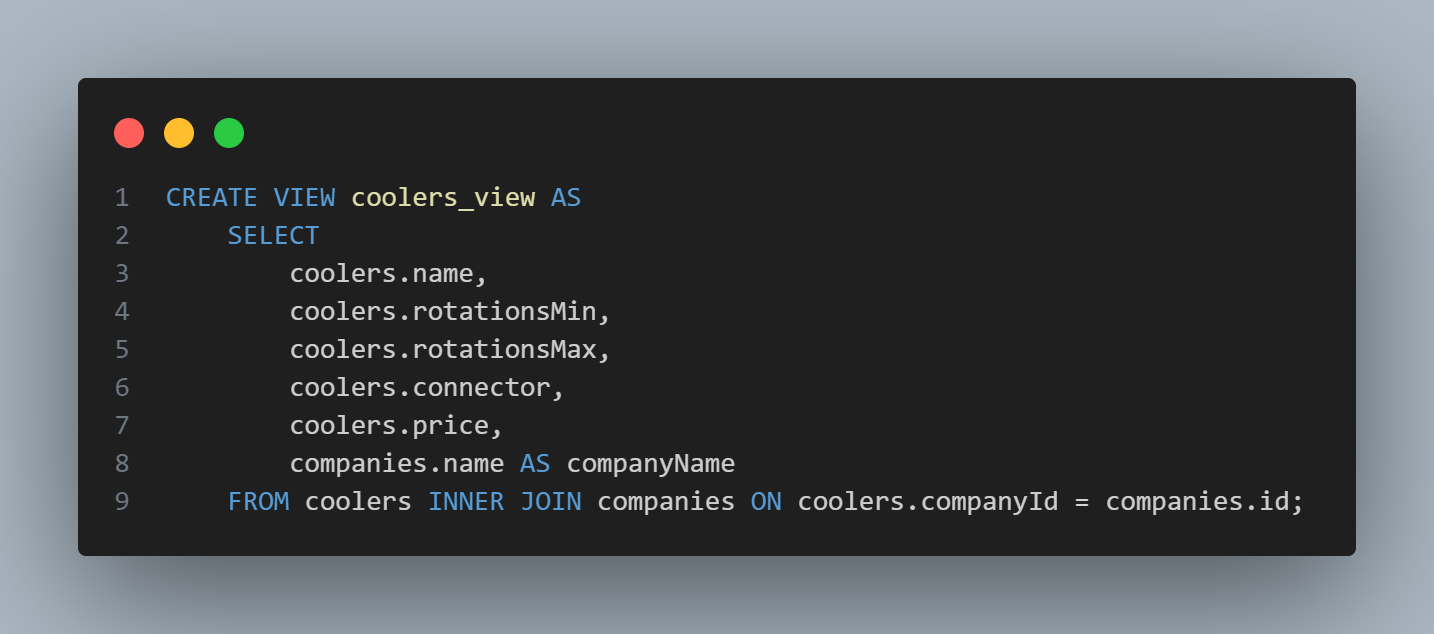 1 CREATE VIEW coolers_view AS
2 SELECT
3 coolers.name,
4 coolers.rotationsMin,
5 coolers.rotationsMax,
6 coolers.connector,
7 coolers.price,
8 companies.name AS companyName
9 FROM coolers INNER JOIN companies ON coolers.companyId = companies.id;